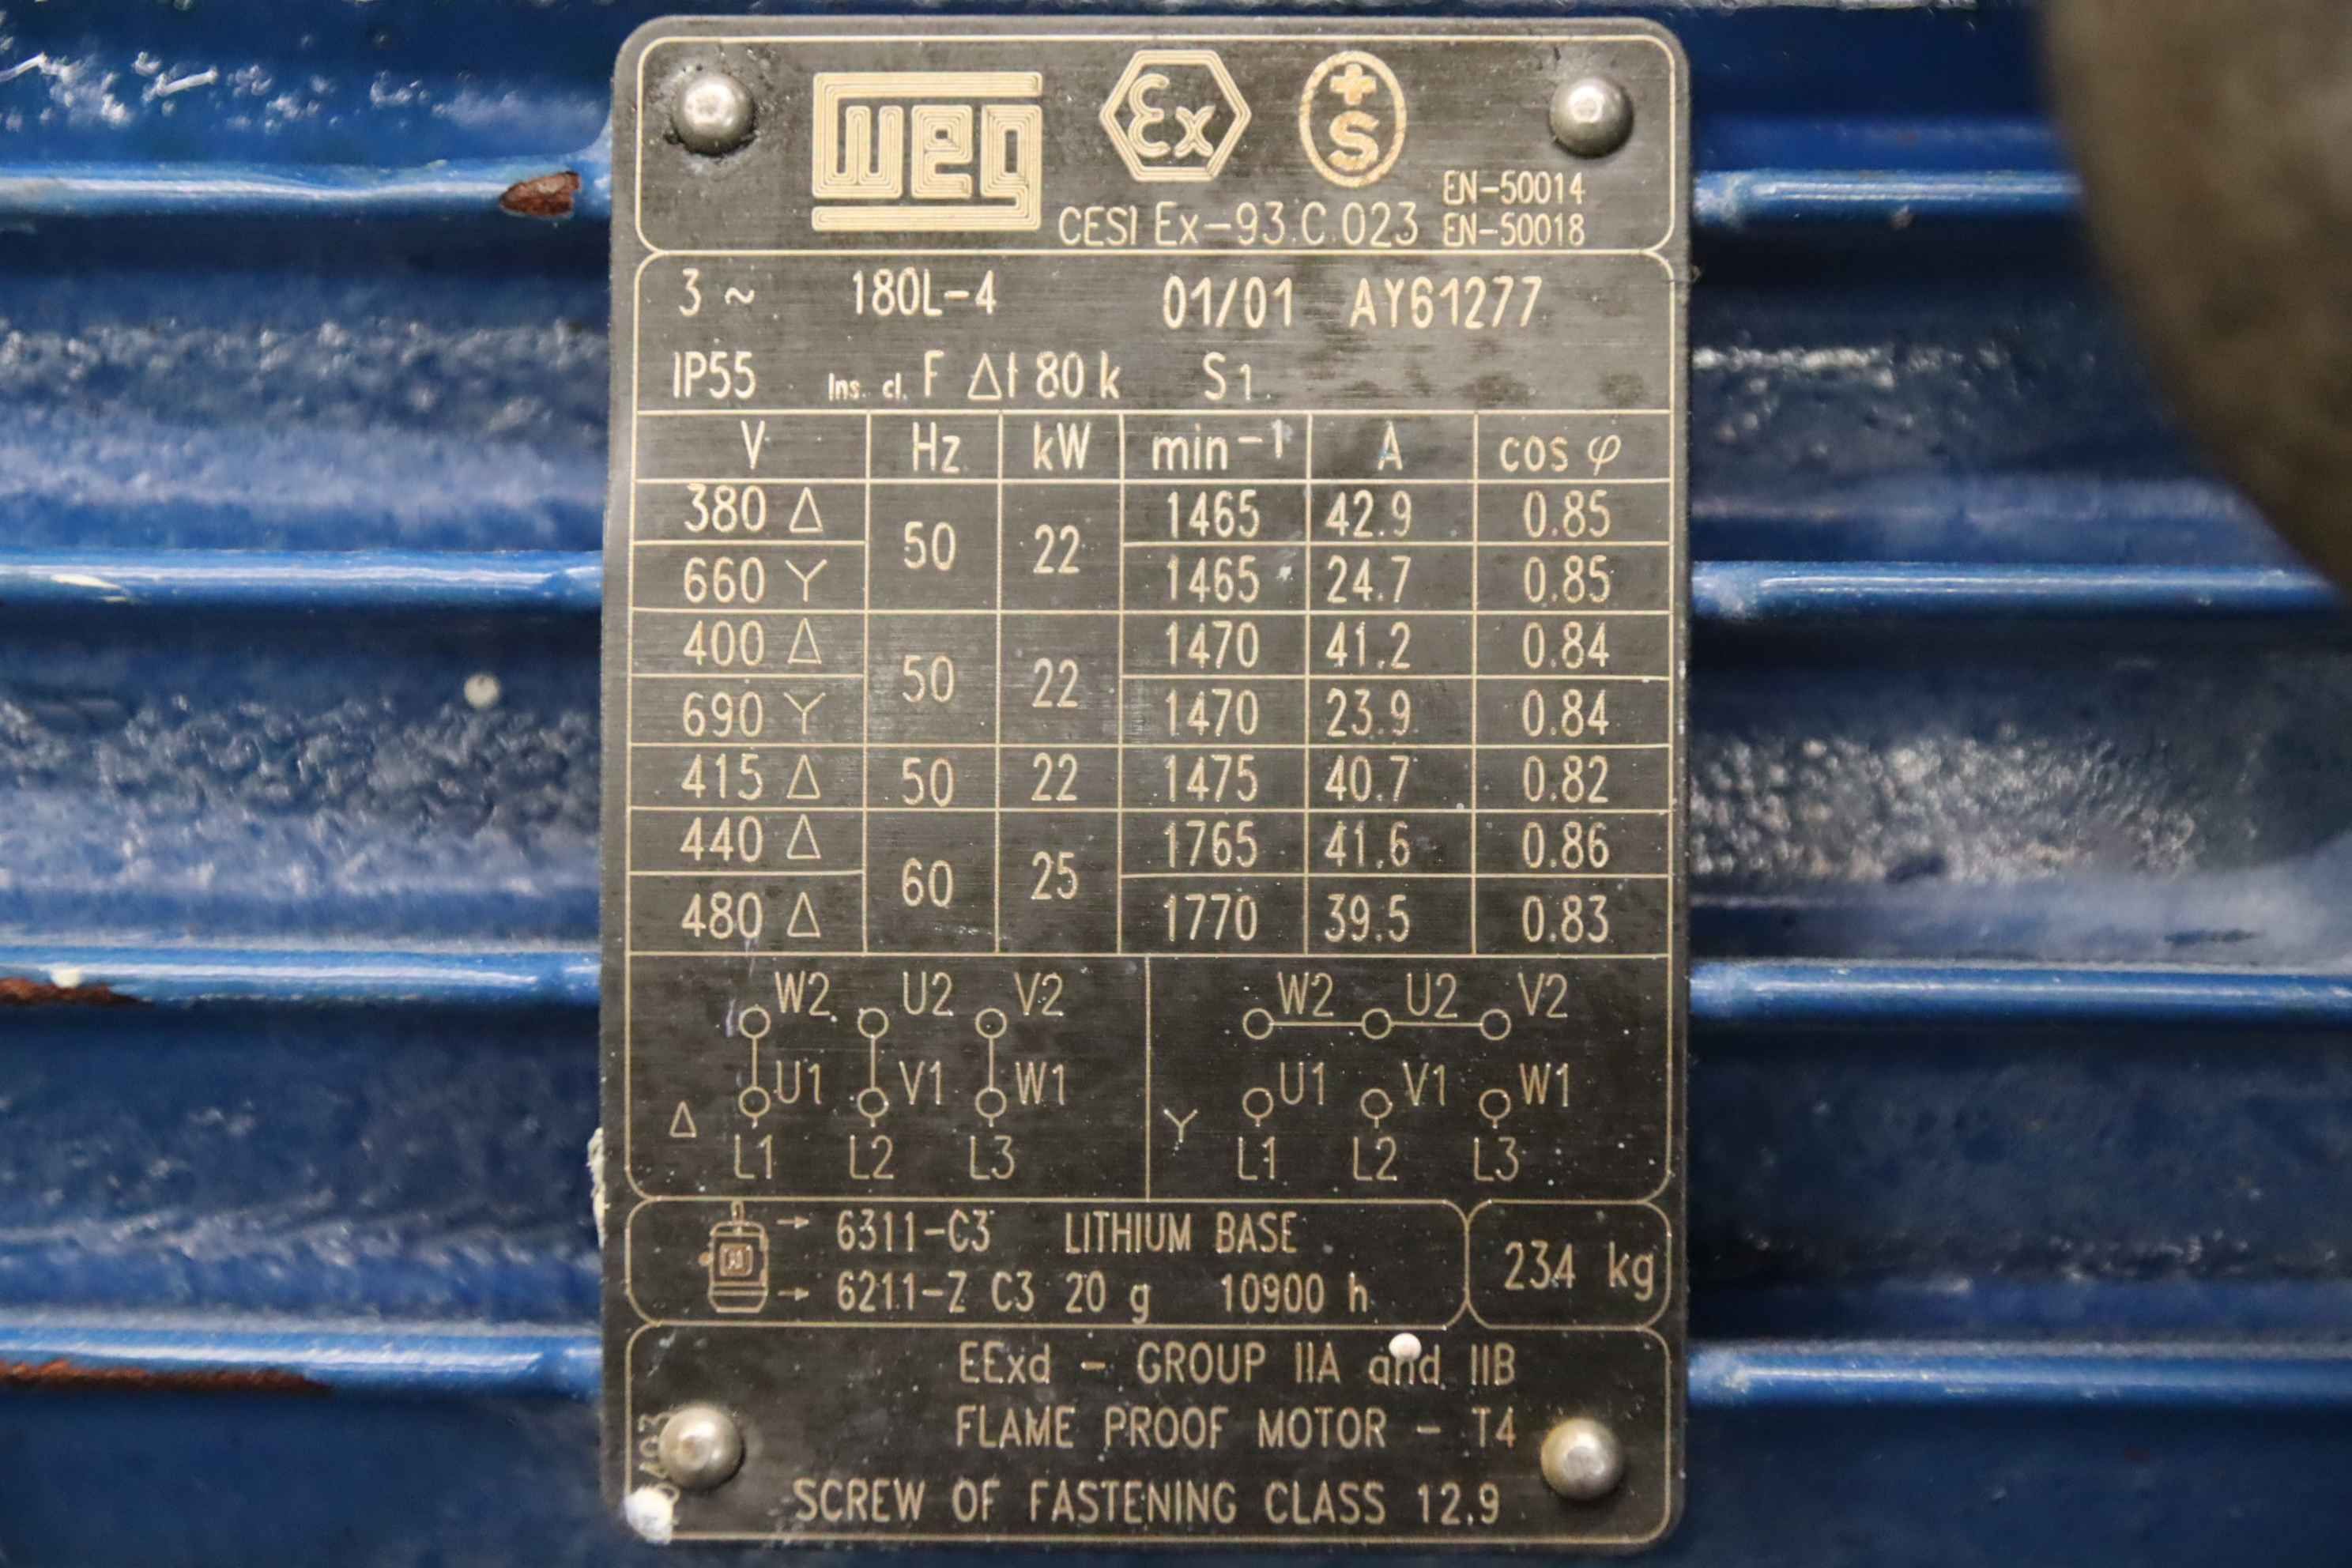 weg Ex +S
EN-50014
CESI Ex-93.C.023 EN-50018
3 ~ 180L-4 01/01 AY61277
IP55 Ins. cl. F Δt 80 k S1
V Hz kW min⁻¹ A cos φ
380 Δ 50 22 1465 42.9 0.85
660 Y 1465 24.7 0.85
400 Δ 50 22 1470 41.2 0.84
690 Y 1470 23.9 0.84
415 Δ 50 22 1475 40.7 0.82
440 Δ 60 25 1765 41.6 0.86
480 Δ 1770 39.5 0.83
W2 U2 V2 W2 U2 V2
U1 V1 W1 U1 V1 W1
Δ L1 L2 L3 Y L1 L2 L3
6311-C3 LITHIUM BASE
6211-Z C3 20 g 10900 h
234 kg
EExd - GROUP IIA and IIB
FLAME PROOF MOTOR - T4
SCREW OF FASTENING CLASS 12.9